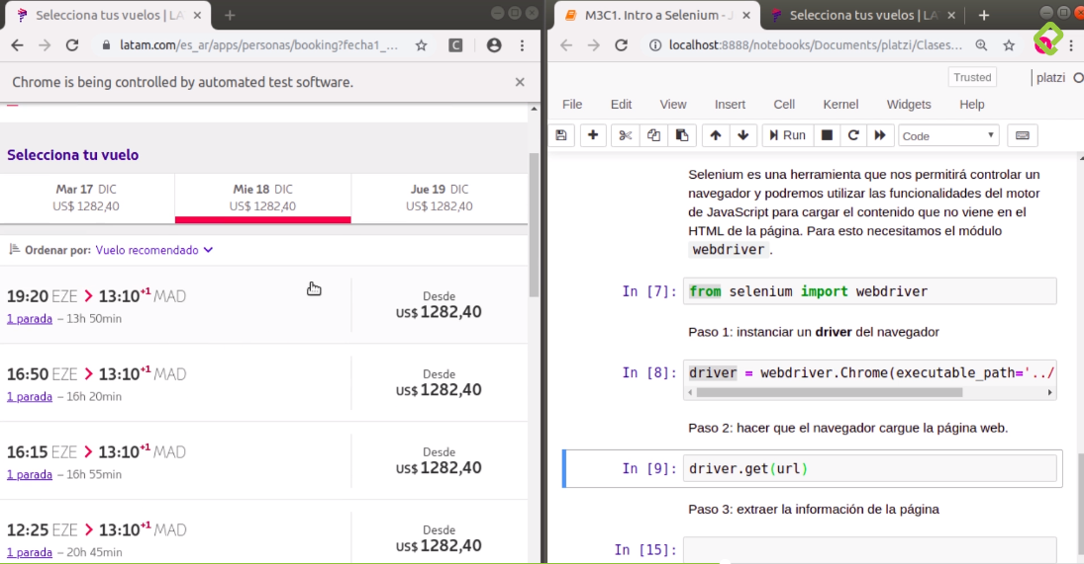 Selecciona tus vuelos | LA
latam.com/es_ar/apps/personas/booking?fecha1_...
Chrome is being controlled by automated test software.
Selecciona tu vuelo
Mar 17 DIC
US$ 1282,40
Mie 18 DIC
US$ 1282,40
Jue 19 DIC
US$ 1282,40
Ordenar por: Vuelo recomendado
19:20 EZE > 13:10+1 MAD
1 parada – 13h 50min
Desde
US$ 1282,40
16:50 EZE > 13:10+1 MAD
1 parada – 16h 20min
Desde
US$ 1282,40
16:15 EZE > 13:10+1 MAD
1 parada – 16h 55min
Desde
US$ 1282,40
12:25 EZE > 13:10+1 MAD
1 parada – 20h 45min
Desde
US$ 1282,40
M3C1. Intro a Selenium - J
Selecciona tus vuelos | LA
localhost:8888/notebooks/Documents/platzi/Clases...
Trusted
platzi
File Edit View Insert Cell Kernel Widgets Help
Run
Code
Selenium es una herramienta que nos permitirá controlar un
navegador y podremos utilizar las funcionalidades del motor
de JavaScript para cargar el contenido que no viene en el
HTML de la página. Para esto necesitamos el módulo
webdriver .
In [7]: from selenium import webdriver
Paso 1: instanciar un driver del navegador
In [8]: driver = webdriver.Chrome(executable_path='../
Paso 2: hacer que el navegador cargue la página web.
In [9]: driver.get(url)
Paso 3: extraer la información de la página
In [15]: